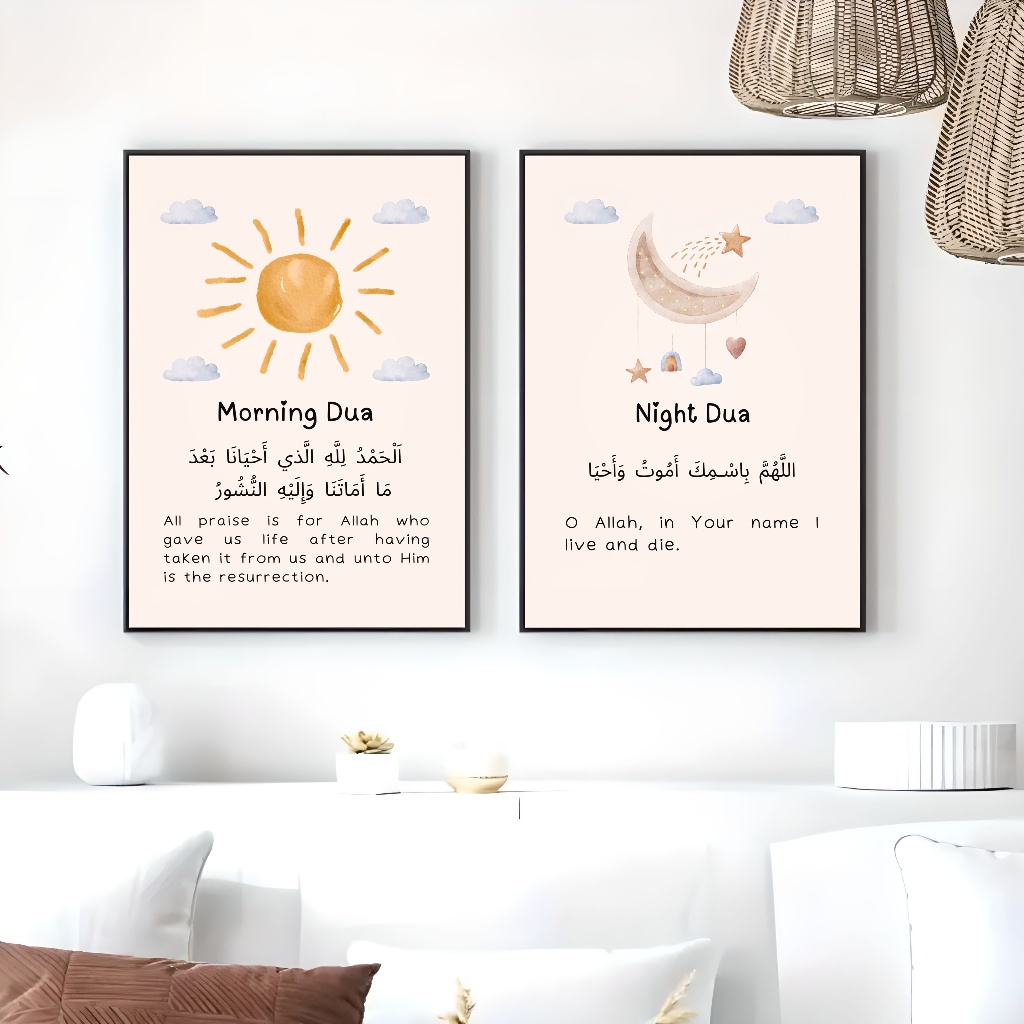 Morning Dua
اَلْحَمْدُ لِلَّهِ الَّذي أَحْيَانَا بَعْدَ
مَا أَمَاتَنَا وَإِلَيْهِ النُّشُورُ
All praise is for Allah who
gave us life after having
taken it from us and unto Him
is the resurrection.
Night Dua
اللَّهُمَّ بِاسْمِكَ أَمُوتُ وَأَحْيَا
O Allah, in Your name I
live and die.